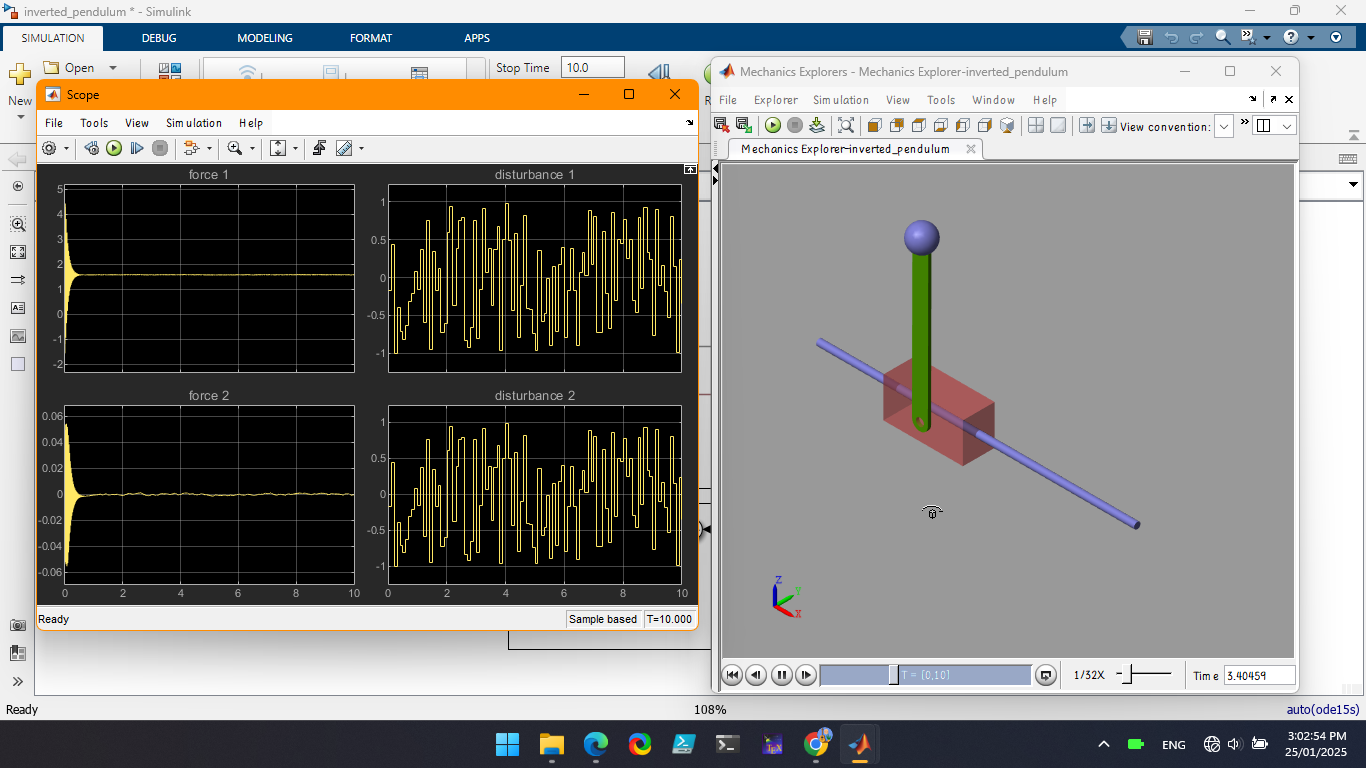 inverted_pendulum * - Simulink
SIMULATION DEBUG MODELING FORMAT APPS
Open Stop Time 10.0
New
Scope
File Tools View Simulation Help
force 1
5
4
3
2
1
0
-1
-2
disturbance 1
1
0.5
0
-0.5
-1
force 2
0.06
0.04
0.02
0
-0.02
-0.04
-0.06
0 2 4 6 8 10
disturbance 2
1
0.5
0
-0.5
-1
0 2 4 6 8 10
Ready Sample based T=10.000
Mechanics Explorers - Mechanics Explorer-inverted_pendulum
File Explorer Simulation View Tools Window Help
View convention:
Mechanics Explorer-inverted_pendulum
Z
Y
X
T = [0,10] 1/32X Time 3.40459
Ready 108% auto(ode15s)
ENG 3:02:54 PM
25/01/2025